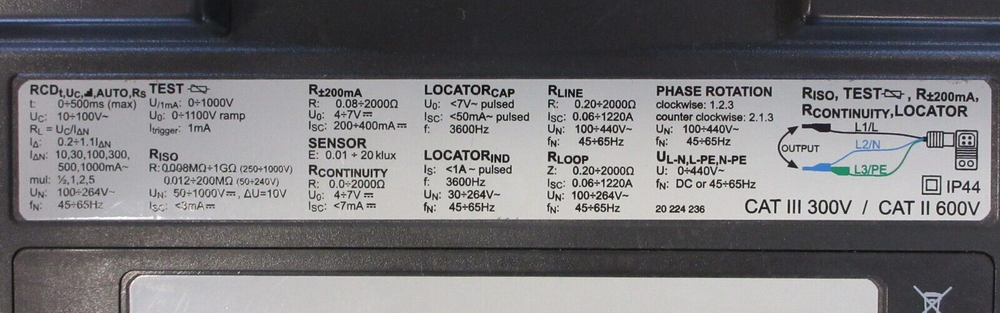 RCDt,Uc,AUTO,Rs
t: 0÷500ms (max)
Uc: 10÷100V~
RL = UC/IΔN
IΔ: 0.2÷1.1IΔN
IΔN: 10,30,100,300,
500,1000mA~
mul: ½,1,2,5
UN: 100÷264V~
fN: 45÷65Hz
TEST
U/1mA: 0÷1000V
U0: 0÷1100V ramp
Itrigger: 1mA
RISO
R:0.008MΩ÷1GΩ (250÷1000V)
0.012÷200MΩ (50÷240V)
UN: 50÷1000V⎓, ΔU=10V
ISC: <3mA⎓
R±200mA
R: 0.08÷2000Ω
U0: 4÷7V⎓
ISC: 200÷400mA⎓
SENSOR
E: 0.01 ÷ 20 klux
RCONTINUITY
R: 0.0÷2000Ω
U0: 4÷7V⎓
ISC: <7mA⎓
LOCATORCAP
U0: <7V~ pulsed
ISC: <50mA~ pulsed
f: 3600Hz
LOCATORIND
IS: <1A~ pulsed
f: 3600Hz
UN: 30÷264V~
fN: 45÷65Hz
RLINE
R: 0.20÷2000Ω
ISC: 0.06÷1220A
UN: 100÷440V~
fN: 45÷65Hz
RLOOP
Z: 0.20÷2000Ω
ISC: 0.06÷1220A
UN: 100÷264V~
fN: 45÷65Hz
PHASE ROTATION
clockwise: 1.2.3
counter clockwise: 2.1.3
UN: 100÷440V~
fN: 45÷65Hz
UL-N,L-PE,N-PE
U: 0÷440V~
fN: DC or 45÷65Hz
20 224 236
RISO, TEST, R±200mA,
RCONTINUITY,LOCATOR
L1/L
OUTPUT
L2/N
L3/PE
IP44
CAT III 300V / CAT II 600V